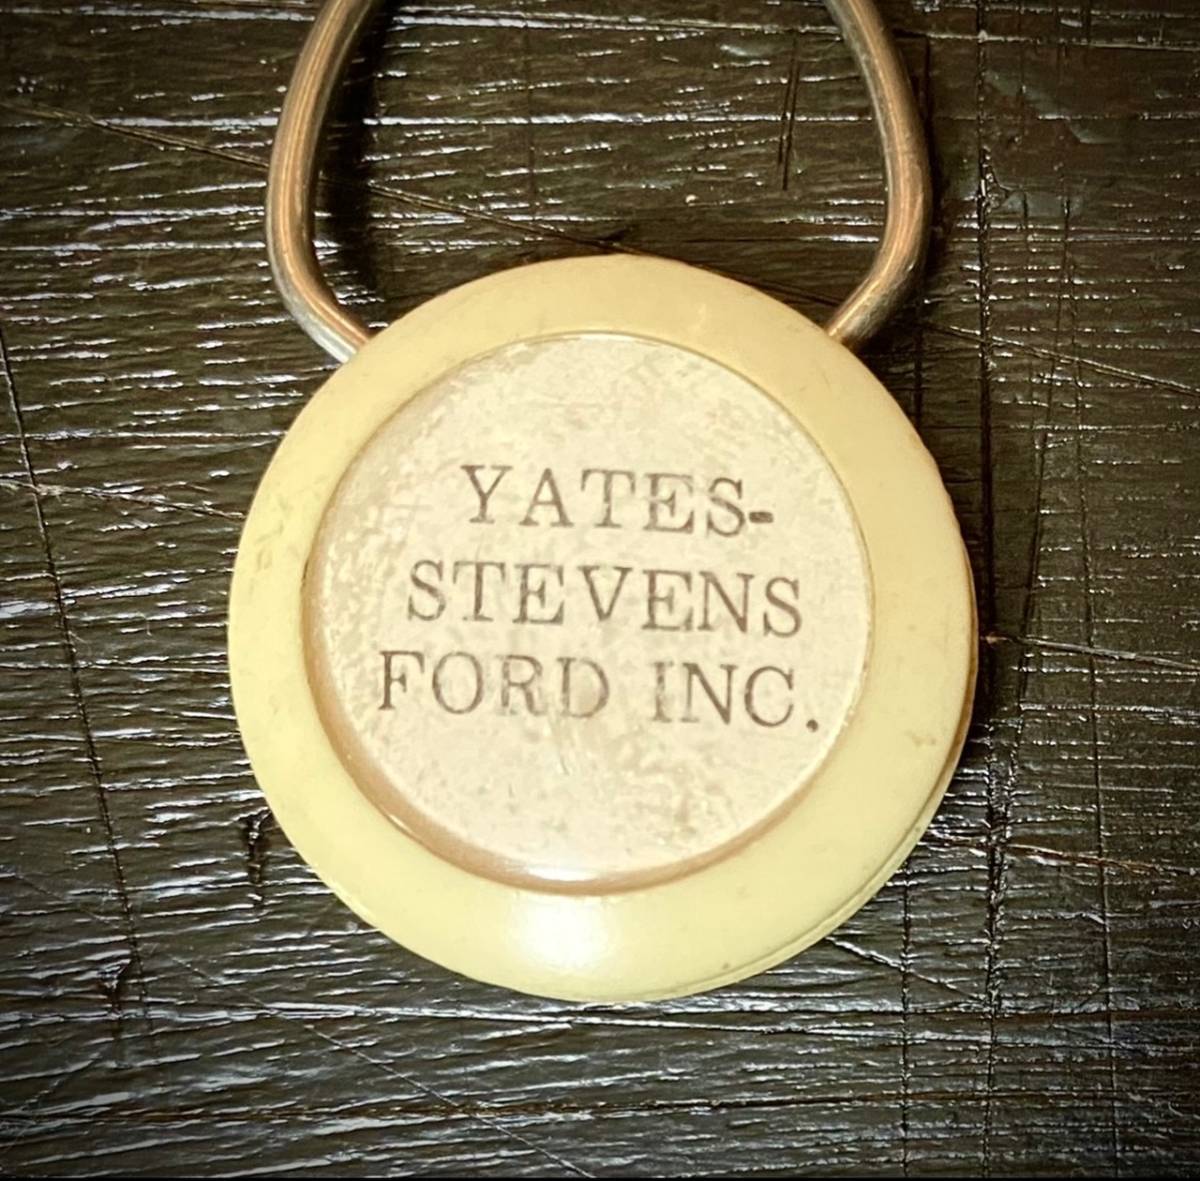 YATES-
STEVENS
FORD INC.